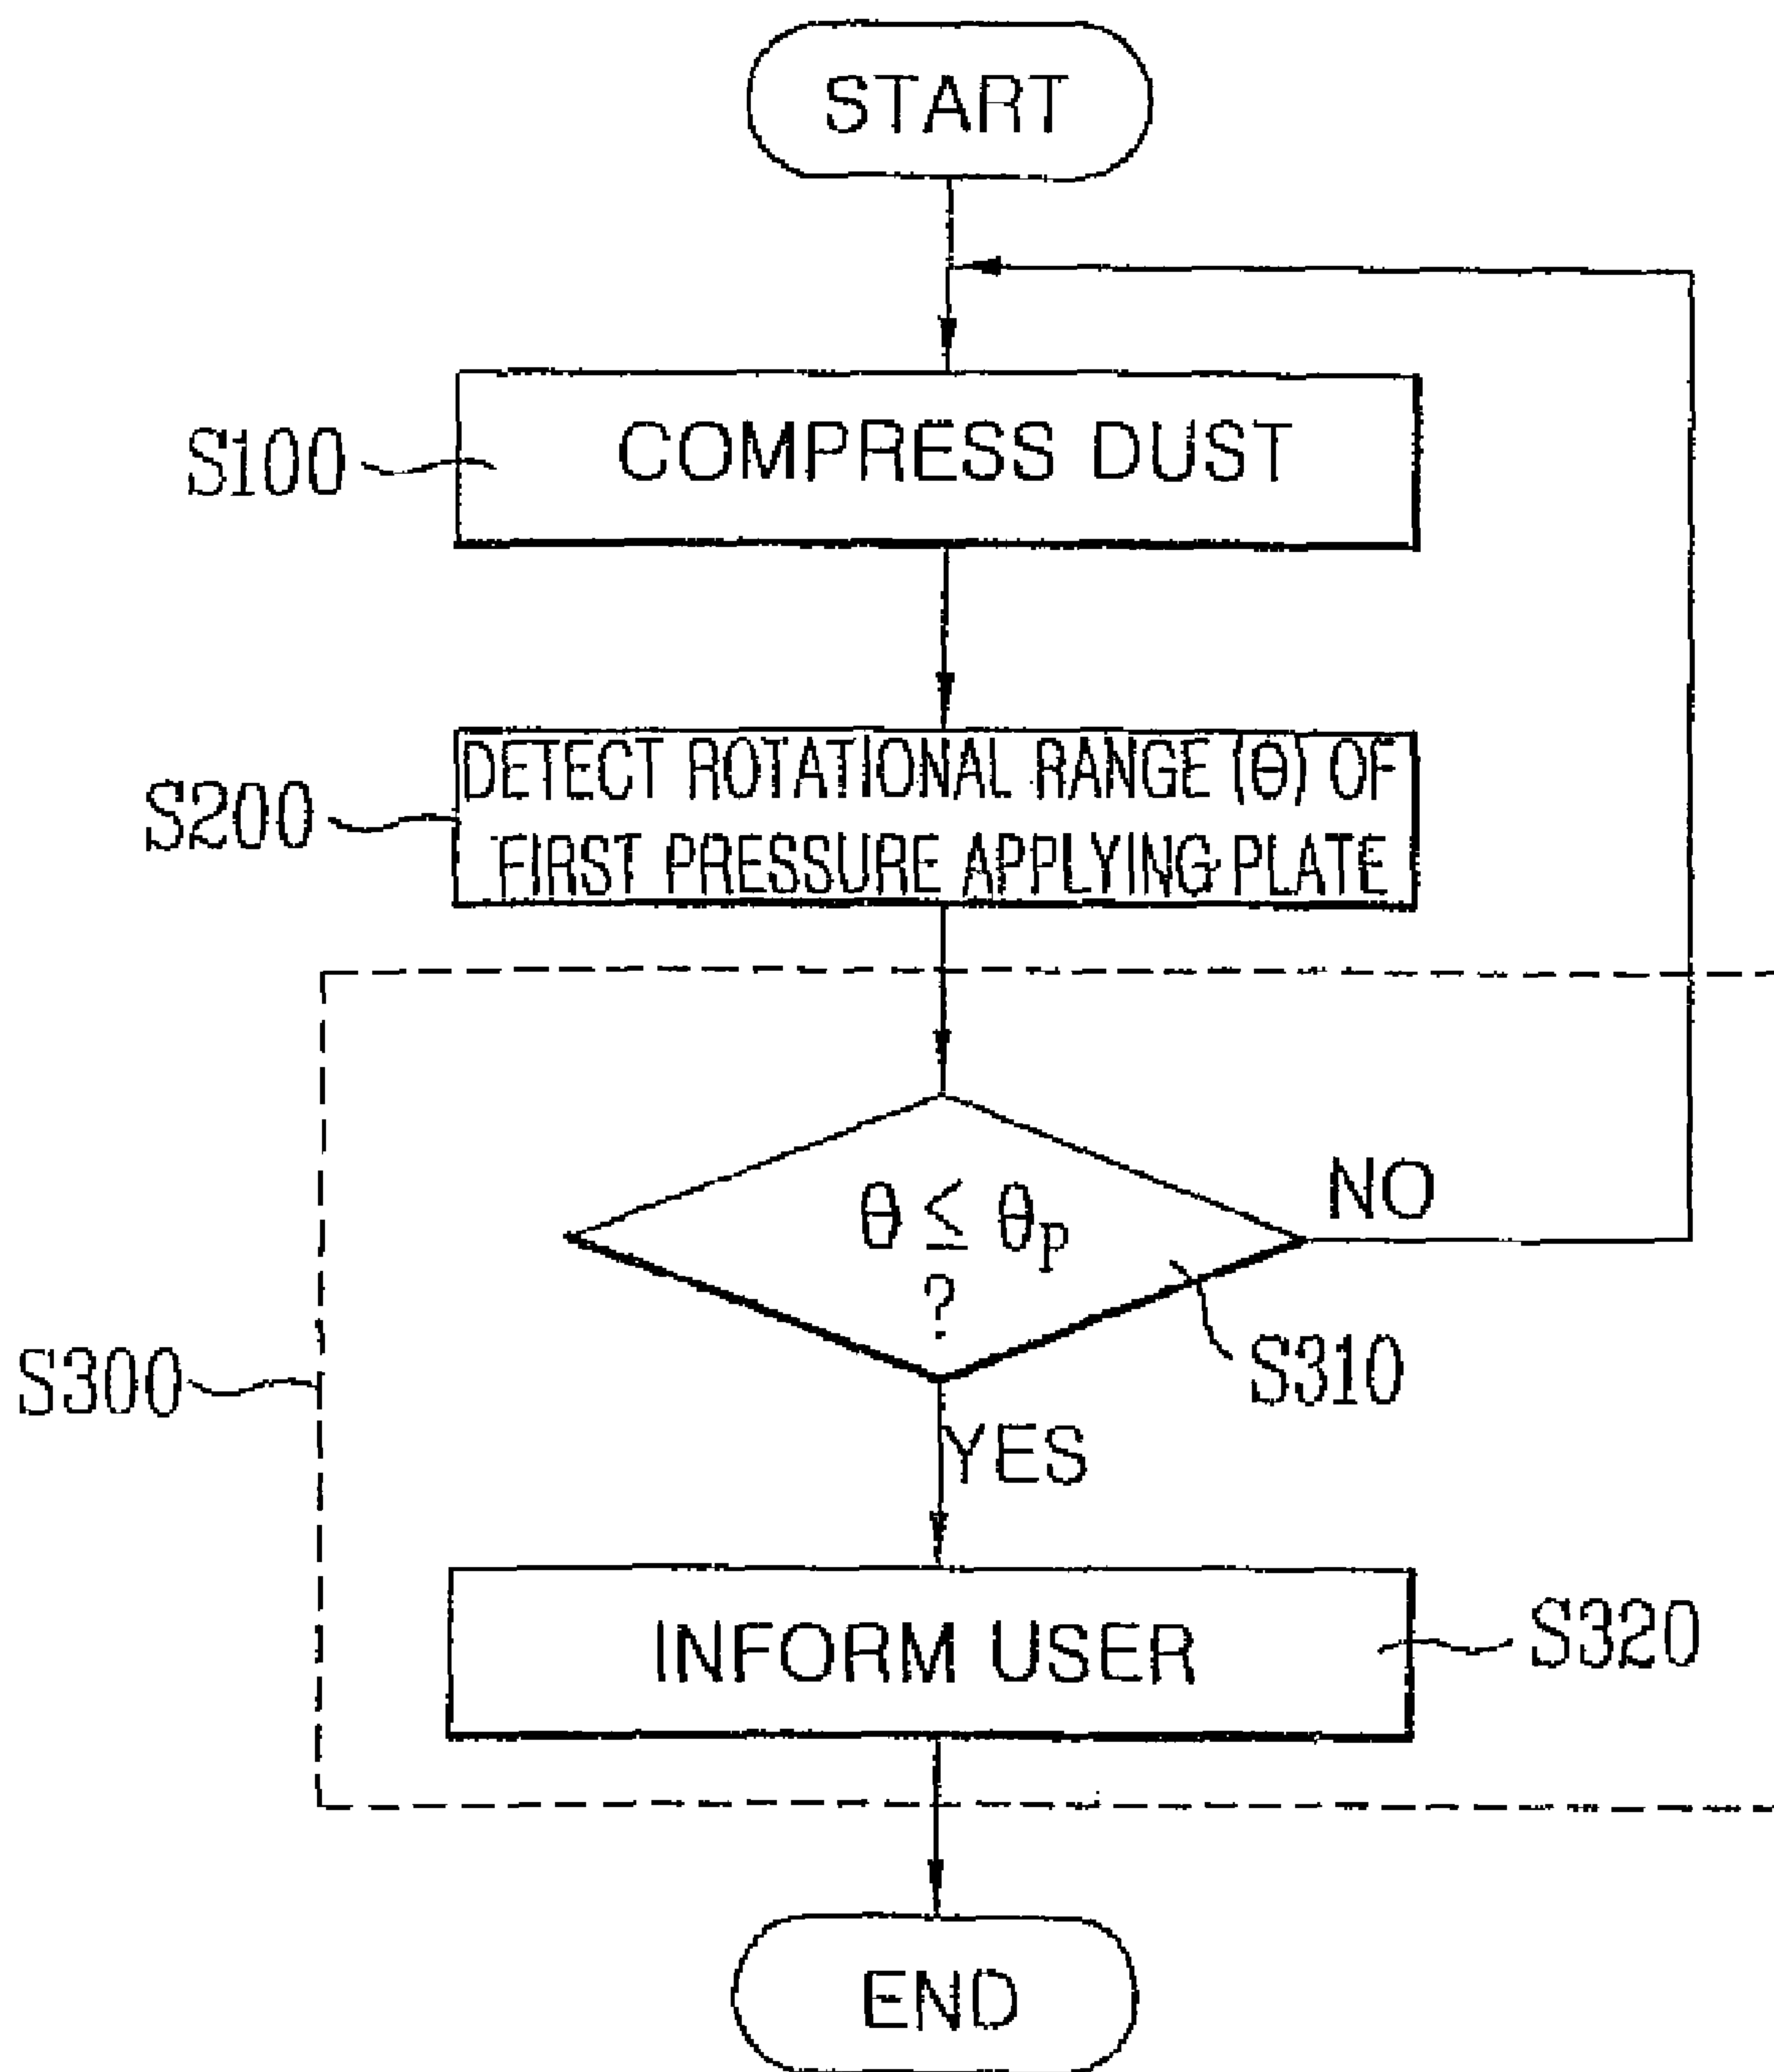 START
COMPRESS DUST
S100
DETECT ROTATIONAL RANGE (θ) OF
FIRST PRESSURE APPLYING PLATE
S200
θ ≤ θp
?
NO
S310
S300
YES
INFORM USER
S320
END